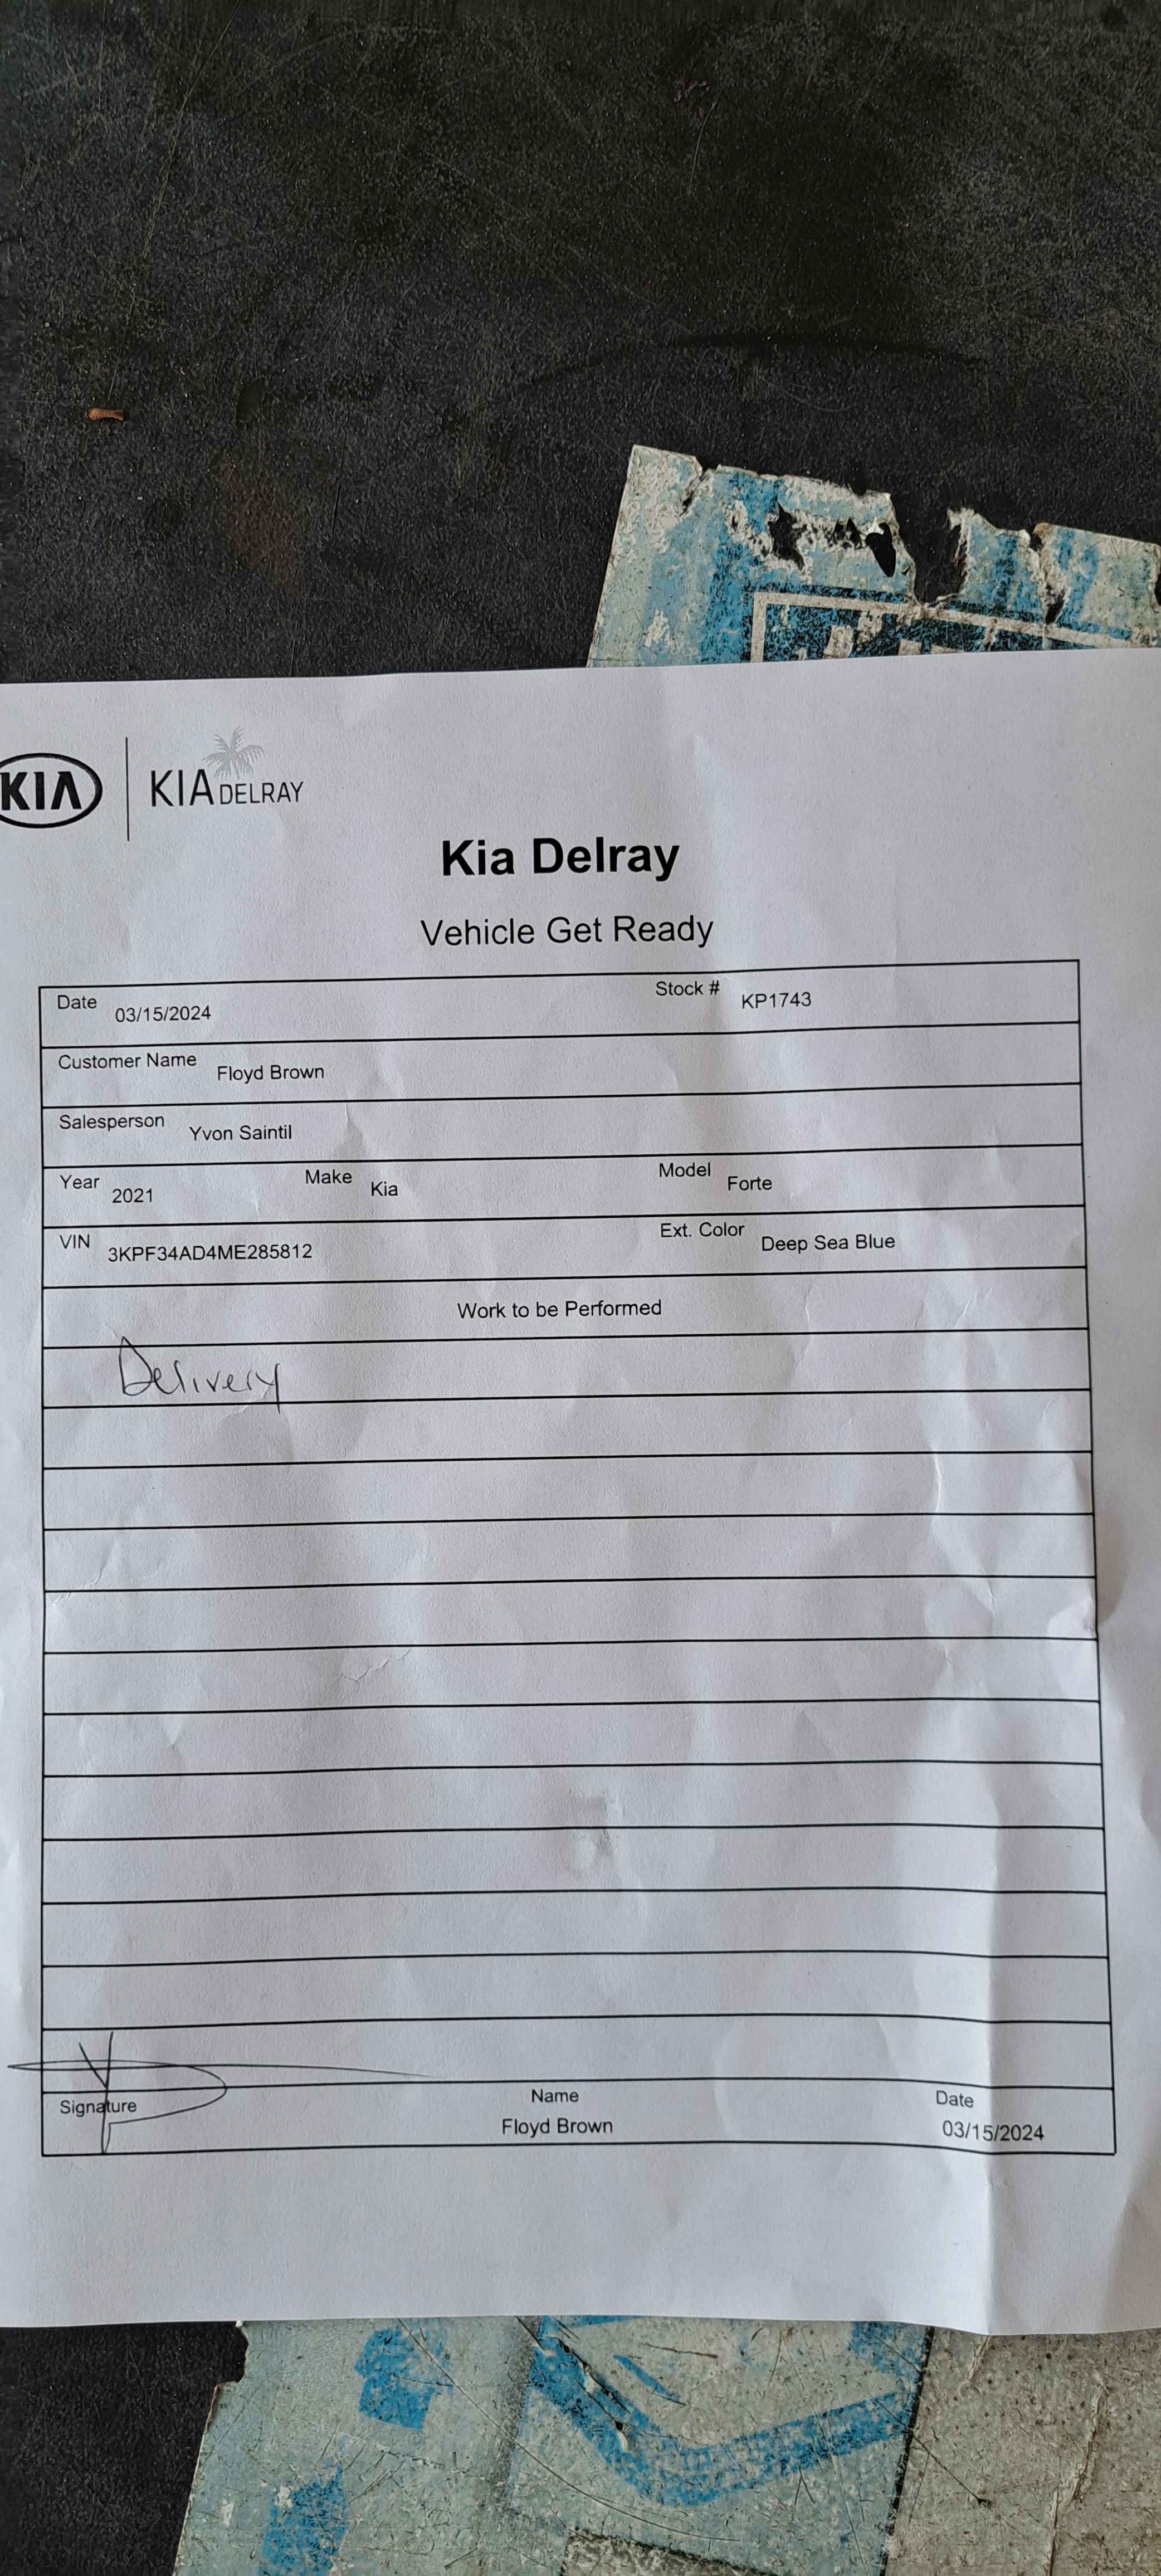 KIA KIA DELRAY
Kia Delray
Vehicle Get Ready
Date 03/15/2024 Stock # KP1743
Customer Name Floyd Brown
Salesperson Yvon Saintil
Year 2021 Make Kia Model Forte
VIN 3KPF34AD4ME285812 Ext. Color Deep Sea Blue
Work to be Performed
Delivery
Signature Name Date
Floyd Brown 03/15/2024